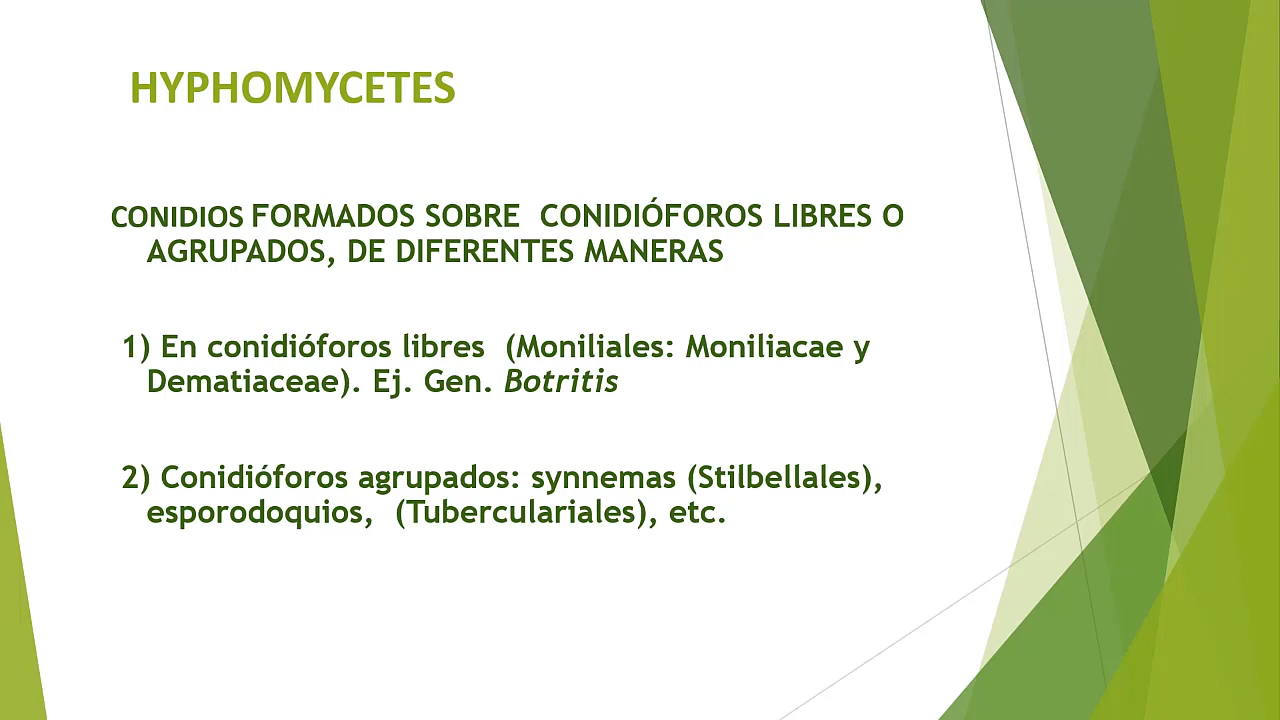 HYPHOMYCETES
CONIDIOS FORMADOS SOBRE CONIDIÓFOROS LIBRES O
AGRUPADOS, DE DIFERENTES MANERAS
1) En conidióforos libres (Moniliales: Moniliacae y
Dematiaceae). Ej. Gen. Botritis
2) Conidióforos agrupados: synnemas (Stilbellales),
esporodoquios, (Tuberculariales), etc.